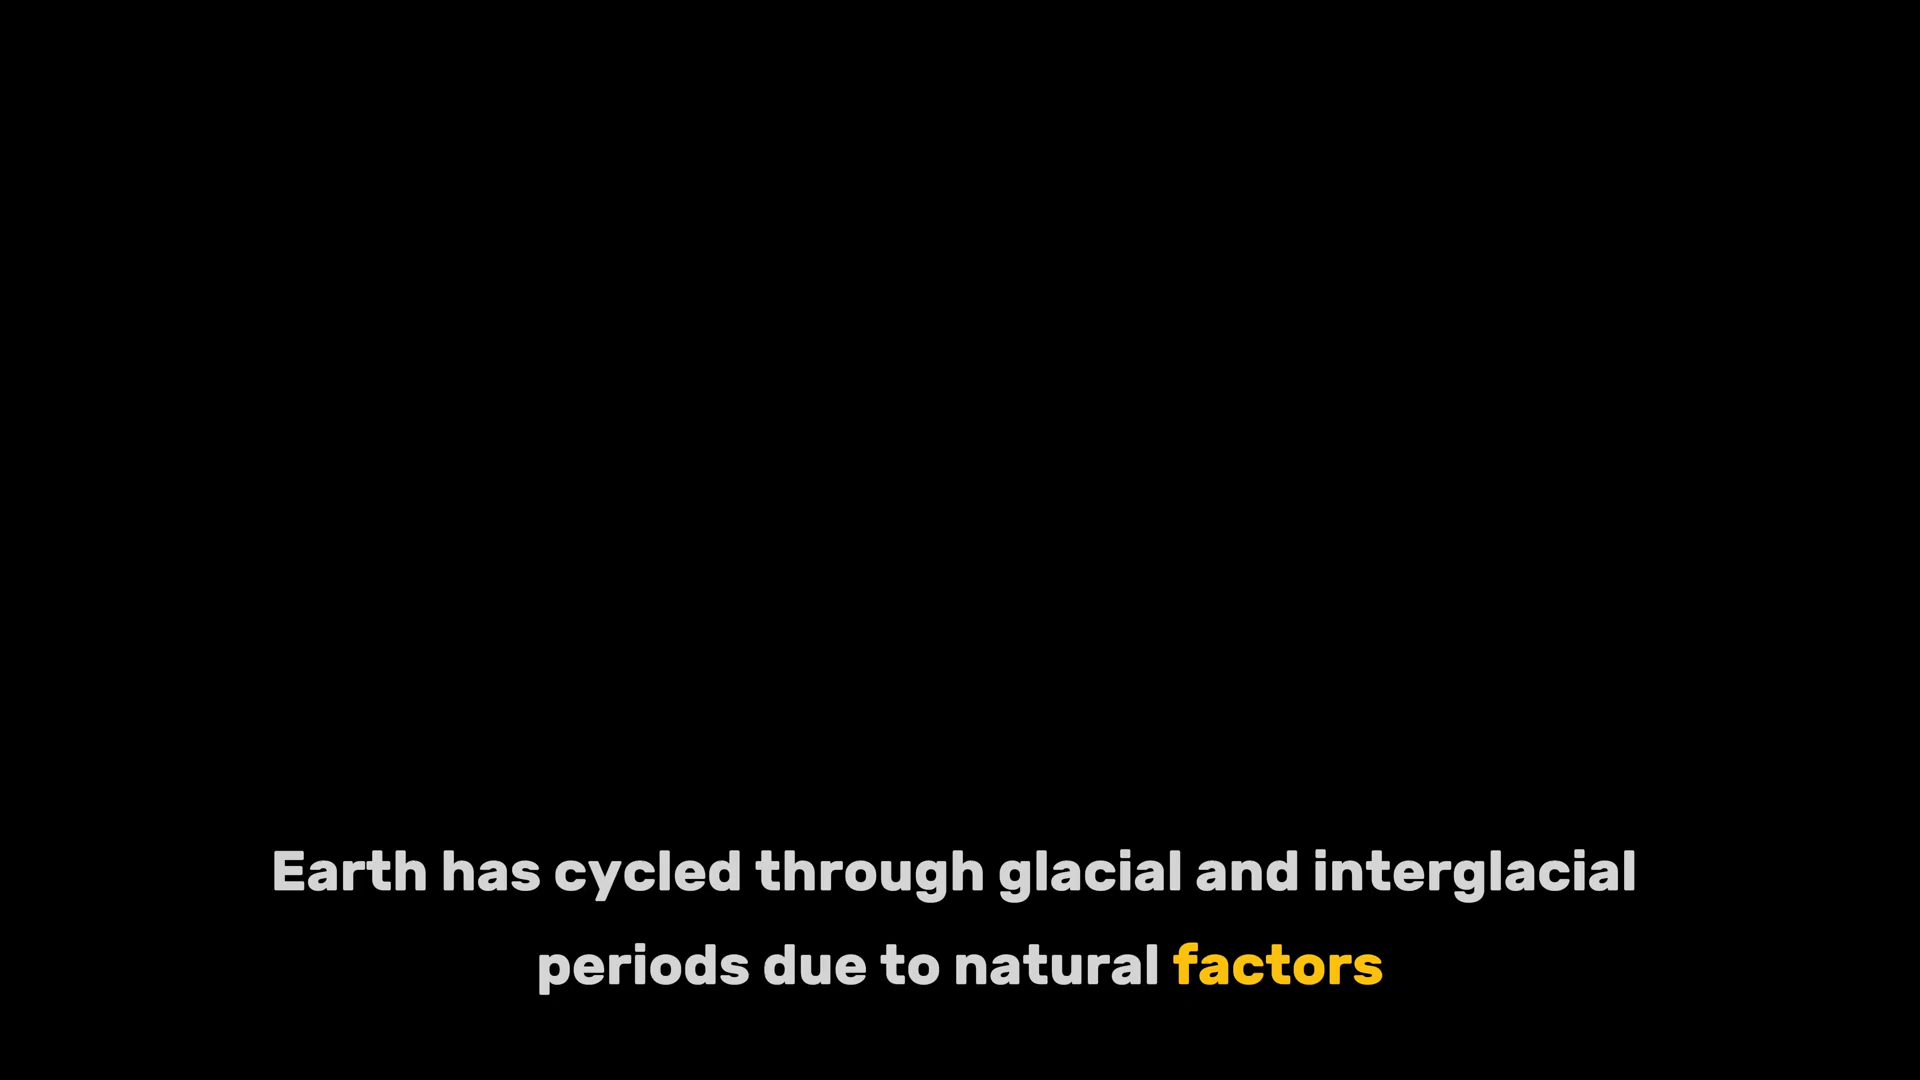 Earth has cycled through glacial and interglacial
periods due to natural factors